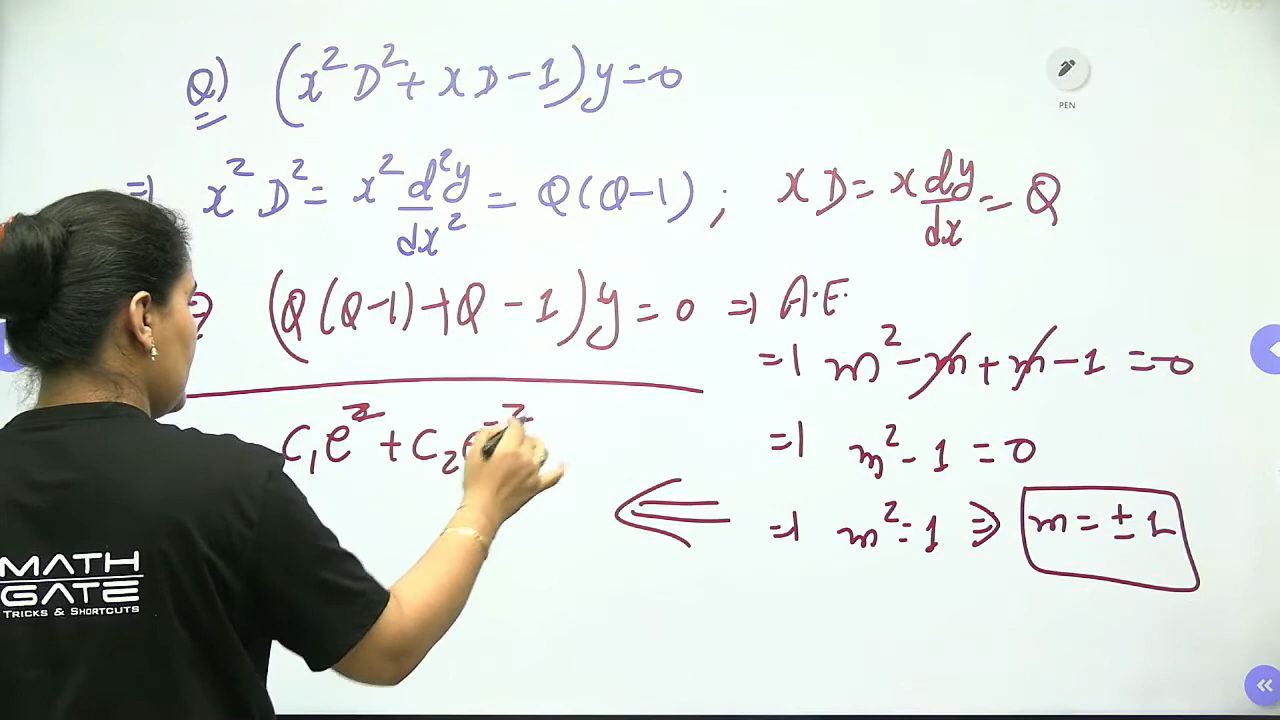 Q) (x²D² + xD - 1)y = 0
⇒ x²D² = x² d²y/dx² = Q(Q-1) ; xD = x dy/dx = Q
(Q(Q-1) + Q - 1)y = 0 ⇒ A.E.
⇒ m² - m + m - 1 = 0
⇒ m² - 1 = 0
⇒ m² = 1 ⇒ m = ± 1
C₁e^z + C₂e^-z
PEN
MATH
GATE
TRICKS & SHORTCUTS